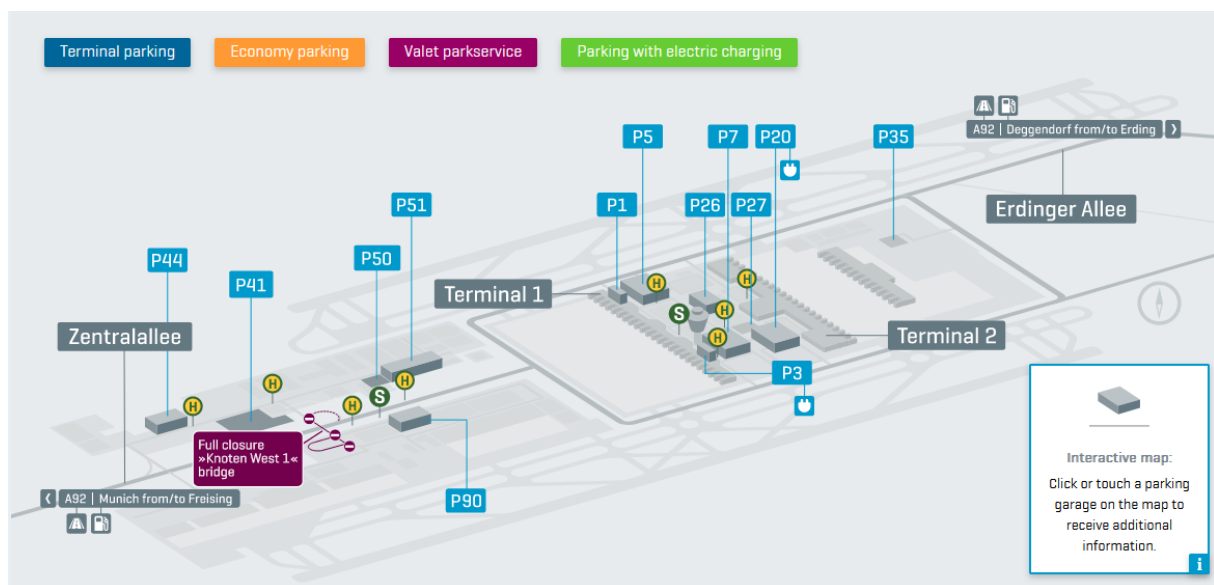 Terminal parking
Economy parking
Valet parkservice
Parking with electric charging
A92 | Deggendorf from/to Erding
P5
P7
P20
P35
P51
P1
P26
P27
Erdinger Allee
P44
P50
P41
Terminal 1
H
H
S
H
H
Zentralallee
Terminal 2
P3
H
H
S
H
H
Full closure
»Knoten West 1«
bridge
A92 | Munich from/to Freising
P90
Interactive map:
Click or touch a parking
garage on the map to
receive additional
information.
i